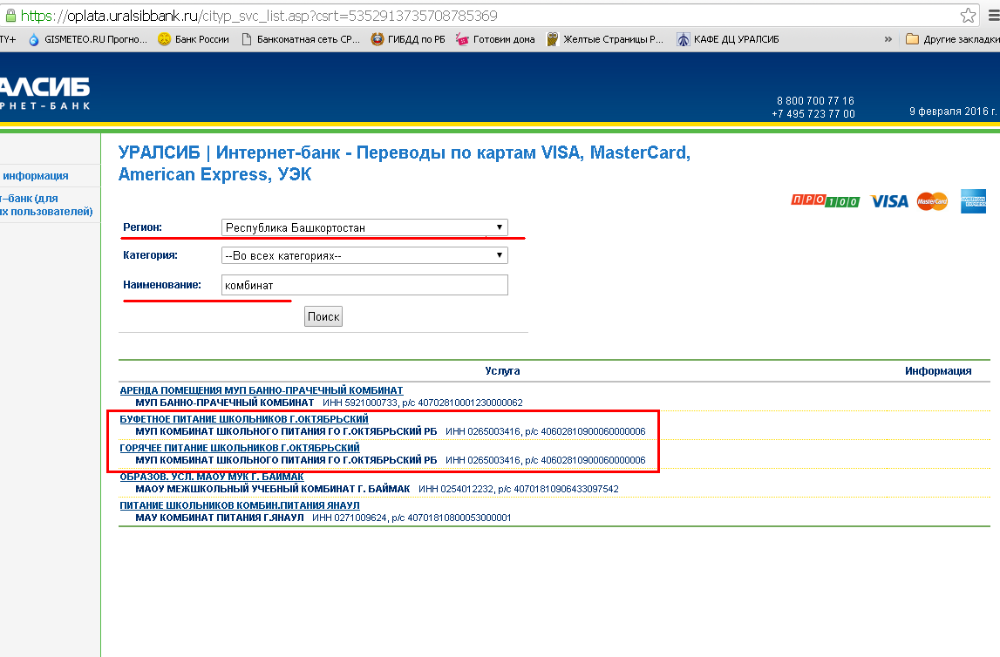 https://oplata.uralsibbank.ru/cityp_svc_list.asp?csrt=5352913735708785369
TY+ GISMETEO.RU Прогно... Банк России Банкоматная сеть СР... ГИБДД по РБ Готовим дома Желтые Страницы Р... КАФЕ ДЦ УРАЛСИБ » Другие закладки
АЛСИБ
РНЕТ-БАНК
8 800 700 77 16
+7 495 723 77 00
9 февраля 2016 г.
информация
т-банк (для
их пользователей)
УРАЛСИБ | Интернет-банк - Переводы по картам VISA, MasterCard,
American Express, УЭК
ПРО100 VISA MasterCard AMERICAN EXPRESS
Регион: Республика Башкортостан
Категория: --Во всех категориях--
Наименование: комбинат
Поиск
Услуга Информация
АРЕНДА ПОМЕЩЕНИЯ МУП БАННО-ПРАЧЕЧНЫЙ КОМБИНАТ
МУП БАННО-ПРАЧЕЧНЫЙ КОМБИНАТ ИНН 5921000733, р/с 40702810001230000062
БУФЕТНОЕ ПИТАНИЕ ШКОЛЬНИКОВ Г.ОКТЯБРЬСКИЙ
МУП КОМБИНАТ ШКОЛЬНОГО ПИТАНИЯ ГО Г.ОКТЯБРЬСКИЙ РБ ИНН 0265003416, р/с 40602810900060000006
ГОРЯЧЕЕ ПИТАНИЕ ШКОЛЬНИКОВ Г.ОКТЯБРЬСКИЙ
МУП КОМБИНАТ ШКОЛЬНОГО ПИТАНИЯ ГО Г.ОКТЯБРЬСКИЙ РБ ИНН 0265003416, р/с 40602810900060000006
ОБРАЗОВ. УСЛ. МАОУ МУК Г. БАЙМАК
МАОУ МЕЖШКОЛЬНЫЙ УЧЕБНЫЙ КОМБИНАТ Г. БАЙМАК ИНН 0254012232, р/с 40701810906433097542
ПИТАНИЕ ШКОЛЬНИКОВ КОМБИН.ПИТАНИЯ ЯНАУЛ
МАУ КОМБИНАТ ПИТАНИЯ Г.ЯНАУЛ ИНН 0271009624, р/с 40701810800053000001